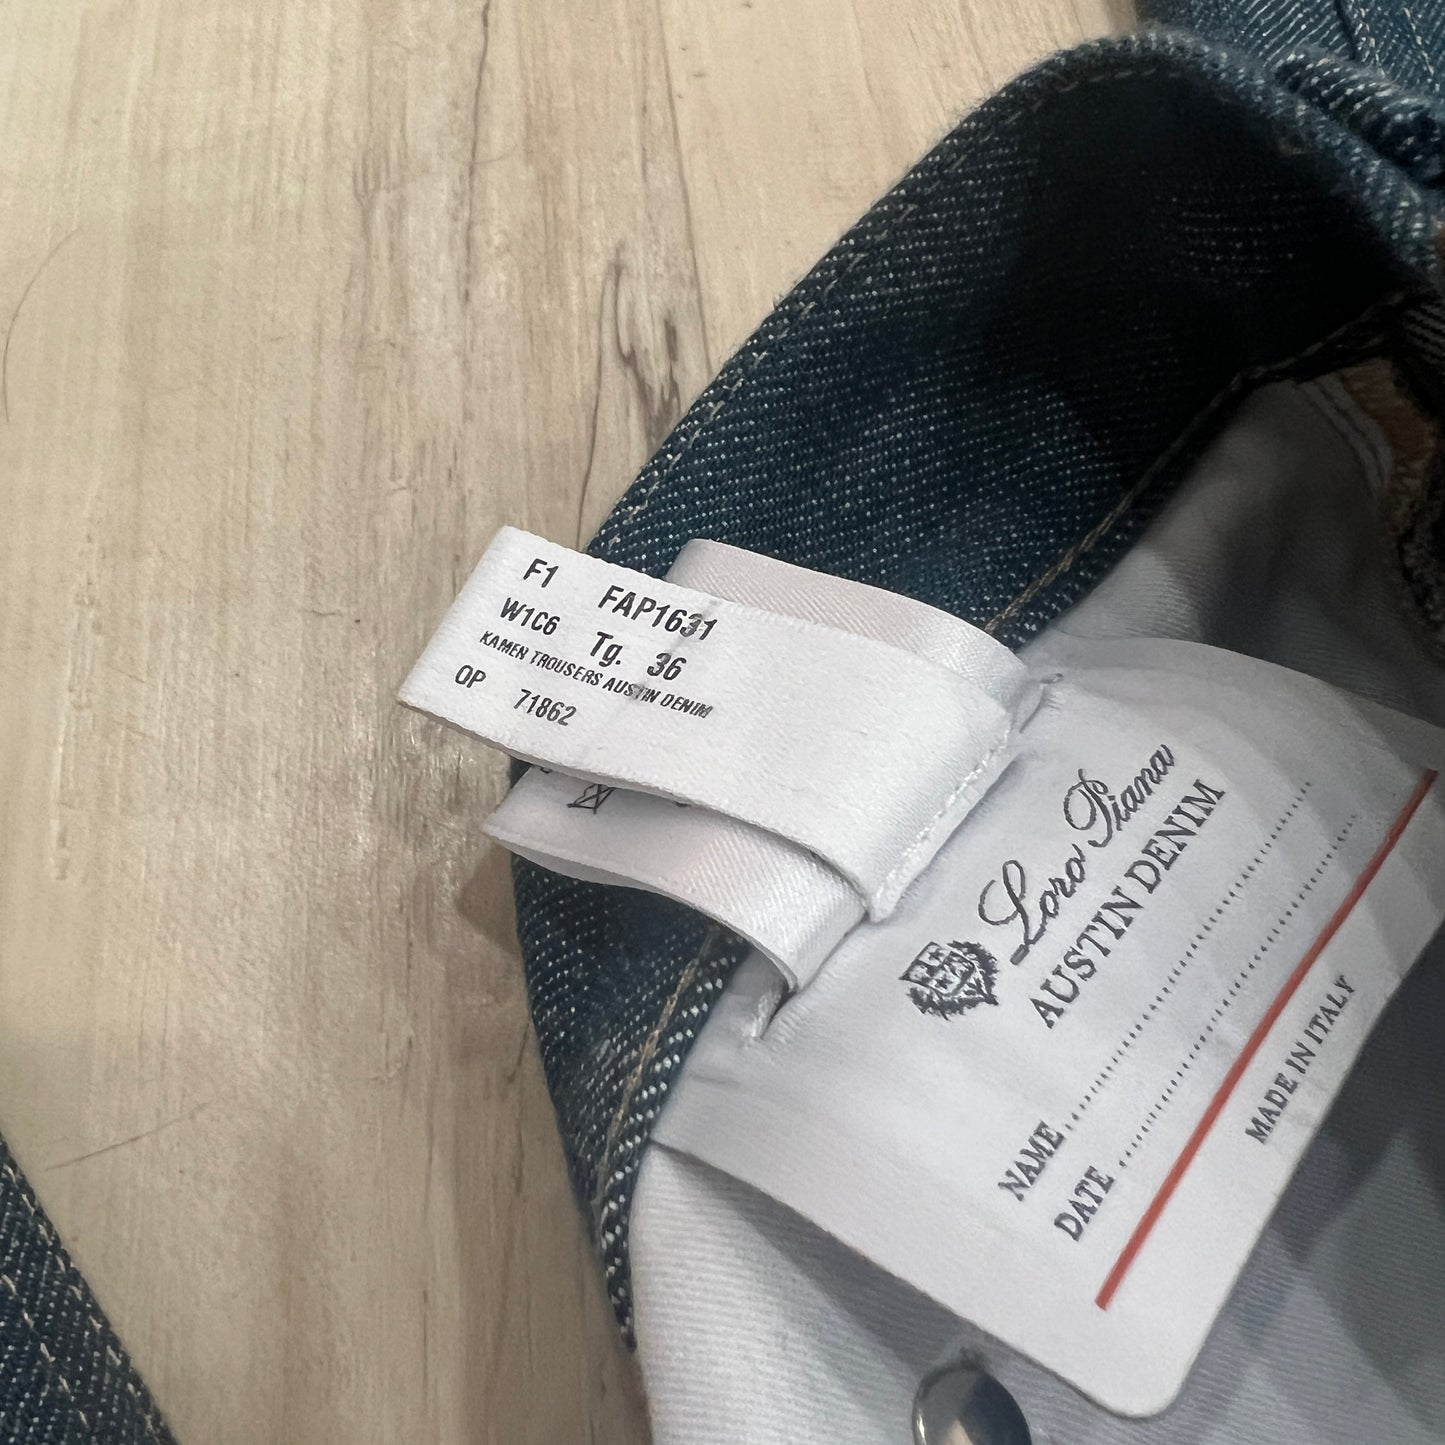 F1 FAP1631
W1C6 Tg. 36
KAMEN TROUSERS AUSTIN DENIM
OP 71862
Loro Piana
AUSTIN DENIM
NAME
DATE
MADE IN ITALY